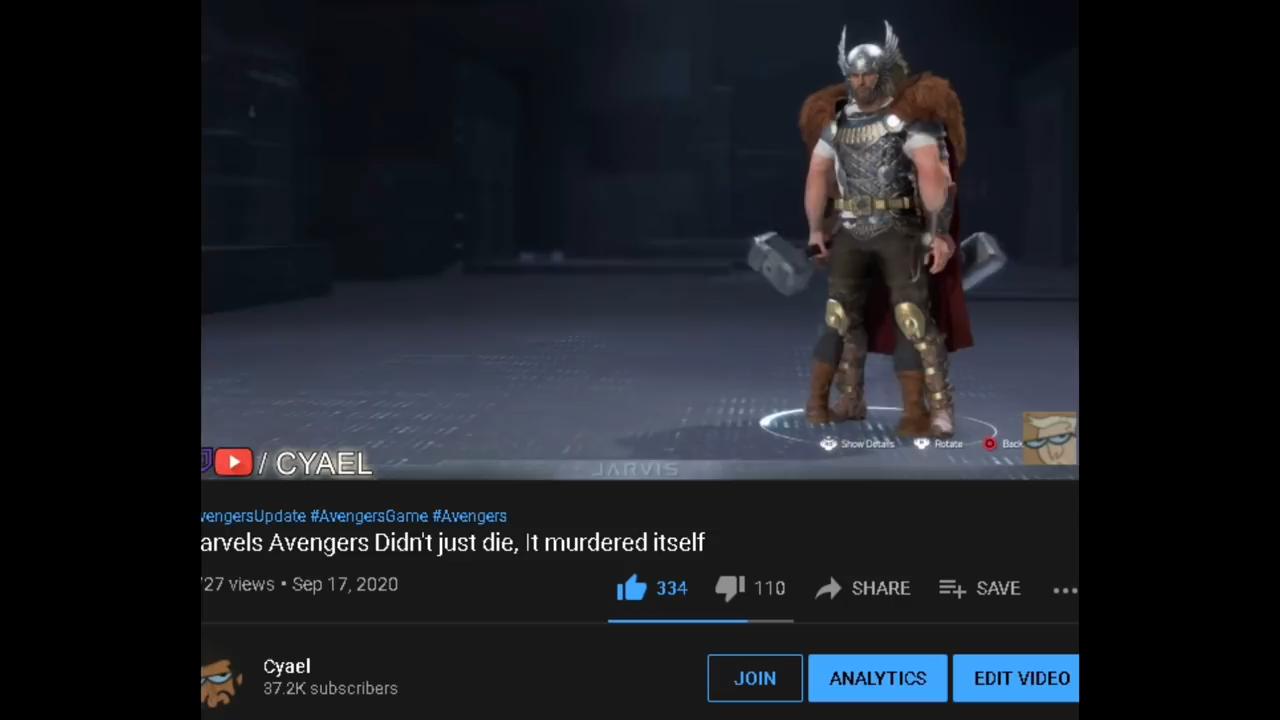 Show Details Rotate Back
/ CYAEL
JARVIS
vengersUpdate #AvengersGame #Avengers
arvels Avengers Didn't just die, It murdered itself
727 views • Sep 17, 2020
334 110 SHARE SAVE
Cyael
37.2K subscribers
JOIN ANALYTICS EDIT VIDEO